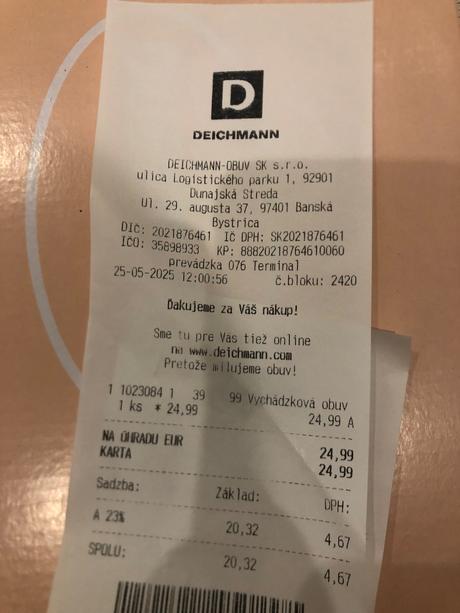 D
DEICHMANN
DEICHMANN-OBUV SK s.r.o.
ulica Logistického parku 1, 92901
Dunajská Streda
Ul. 29. augusta 37, 97401 Banská
Bystrica
DIČ: 2021876461 IČ DPH: SK2021876461
IČO: 35898933 KP: 88820218764610060
prevádzka 076 Terminal
25-05-2025 12:00:56 č.bloku: 2420
Ďakujeme za Váš nákup!
Sme tu pre Vás tiež online
na www.deichmann.com
Pretože milujeme obuv!
1 1023084 1 39 99 Vychádzková obuv
1 ks * 24,99 24,99 A
NA ÚHRADU EUR 24,99
KARTA 24,99
Sadzba: Základ: DPH:
A 23% 20,32 4,67
SPOLU: 20,32 4,67